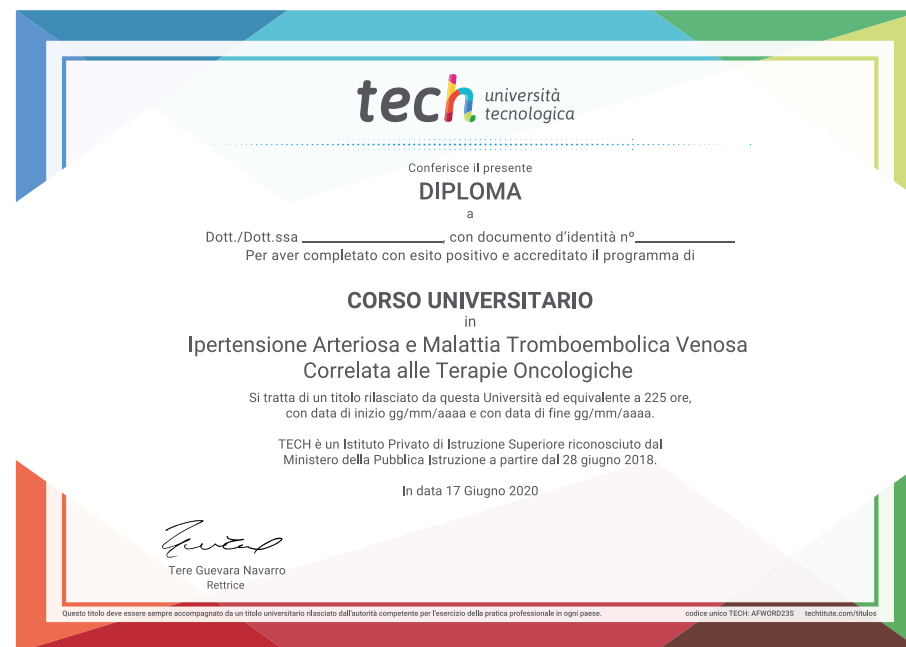 tech università
tecnologica
Conferisce il presente
DIPLOMA
a
Dott./Dott.ssa ____________________, con documento d'identità nº______________
Per aver completato con esito positivo e accreditato il programma di
CORSO UNIVERSITARIO
in
Ipertensione Arteriosa e Malattia Tromboembolica Venosa
Correlata alle Terapie Oncologiche
Si tratta di un titolo rilasciato da questa Università ed equivalente a 225 ore,
con data di inizio gg/mm/aaaa e con data di fine gg/mm/aaaa.
TECH è un Istituto Privato di Istruzione Superiore riconosciuto dal
Ministero della Pubblica Istruzione a partire dal 28 giugno 2018.
In data 17 Giugno 2020
Tere Guevara Navarro
Rettrice
Questo titolo deve essere sempre accompagnato da un titolo universitario rilasciato dall'autorità competente per l'esercizio della pratica professionale in ogni paese. codice unico TECH: AFWORD23S techtitute.com/titulos